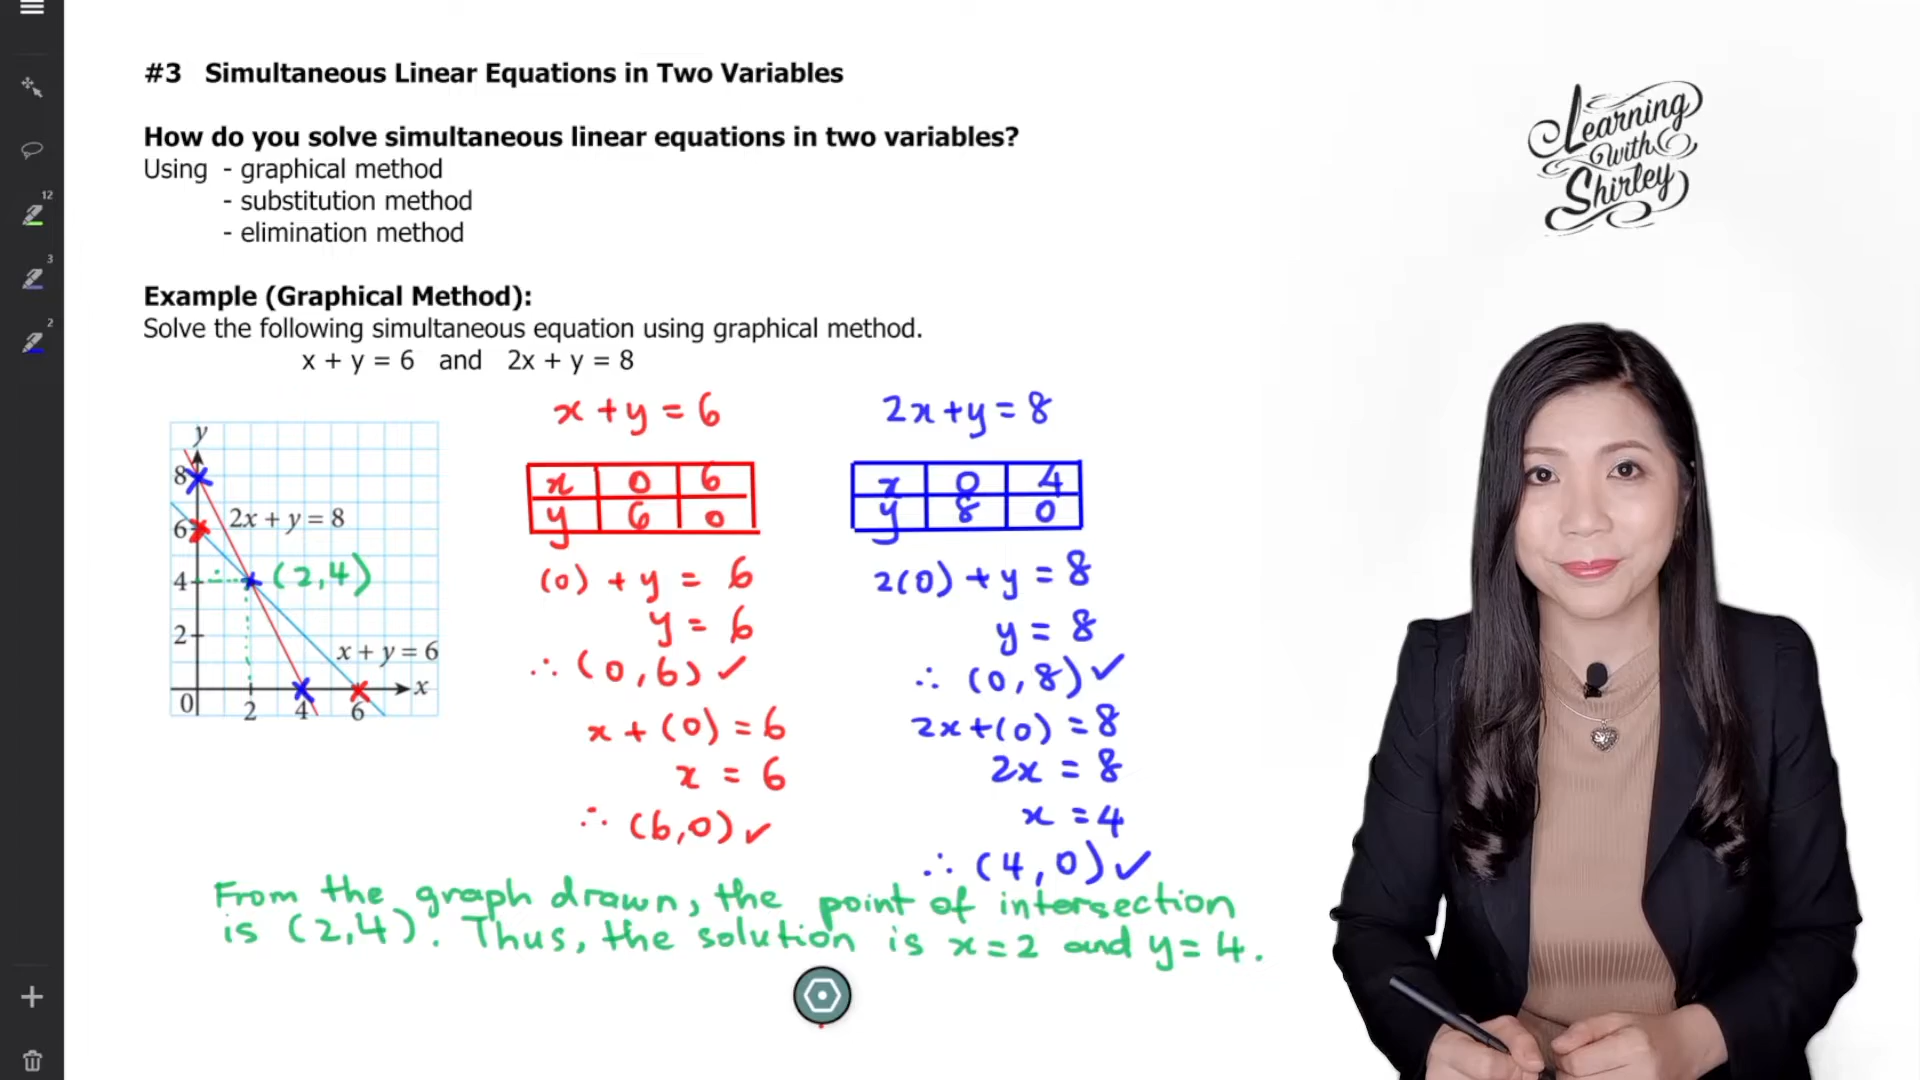 #3 Simultaneous Linear Equations in Two Variables
How do you solve simultaneous linear equations in two variables?
Using - graphical method
- substitution method
- elimination method
Example (Graphical Method):
Solve the following simultaneous equation using graphical method.
x + y = 6 and 2x + y = 8
y
8
6
4
2
0
2
4
6
x
2x + y = 8
(2,4)
x + y = 6
x + y = 6
x 0 6
y 6 0
(0) + y = 6
y = 6
∴ (0,6) ✓
x + (0) = 6
x = 6
∴ (6,0) ✓
2x + y = 8
x 0 4
y 8 0
2(0) + y = 8
y = 8
∴ (0,8) ✓
2x + (0) = 8
2x = 8
x = 4
∴ (4,0) ✓
From the graph drawn, the point of intersection
is (2,4). Thus, the solution is x = 2 and y = 4.
Learning
with
Shirley
12
3
2